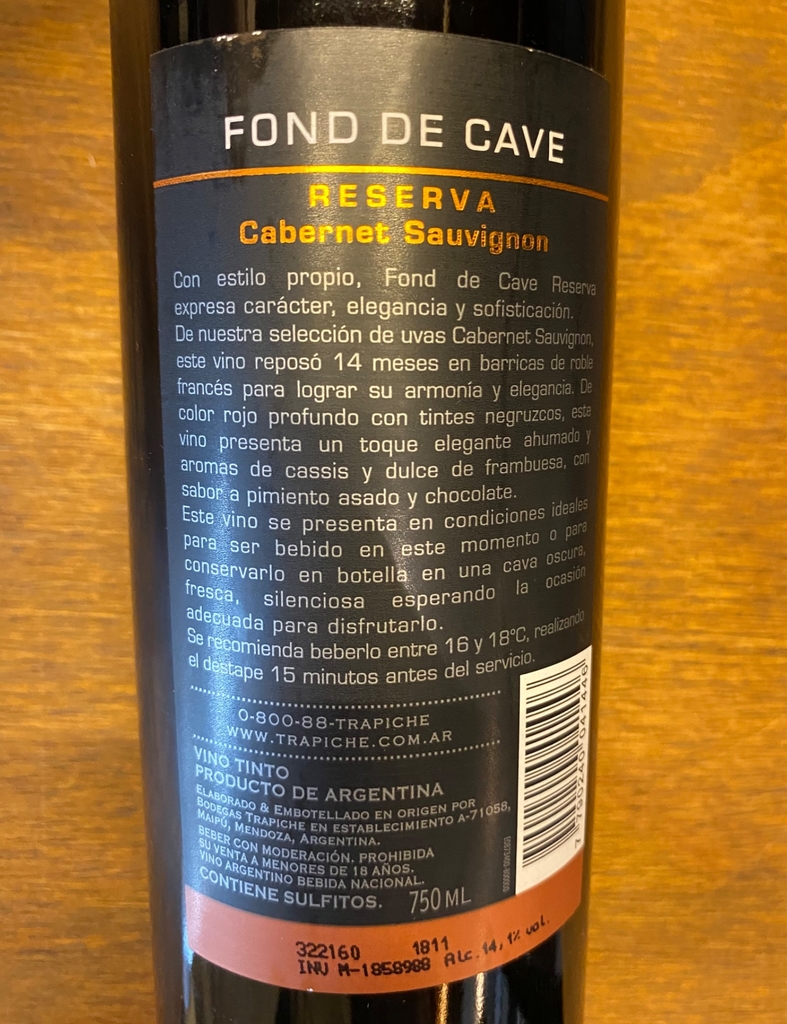 FOND DE CAVE
RESERVA
Cabernet Sauvignon
Con estilo propio, Fond de Cave Reserva
expresa carácter, elegancia y sofisticación.
De nuestra selección de uvas Cabernet Sauvignon,
este vino reposó 14 meses en barricas de roble
francés para lograr su armonía y elegancia. De
color rojo profundo con tintes negruzcos, este
vino presenta un toque elegante ahumado y
aromas de cassis y dulce de frambuesa, con
sabor a pimiento asado y chocolate.
Este vino se presenta en condiciones ideales
para ser bebido en este momento o para
conservarlo en botella en una cava oscura,
fresca, silenciosa esperando la ocasión
adecuada para disfrutarlo.
Se recomienda beberlo entre 16 y 18°C, realizando
el destape 15 minutos antes del servicio.
0-800-88-TRAPICHE
WWW.TRAPICHE.COM.AR
VINO TINTO
PRODUCTO DE ARGENTINA
ELABORADO & EMBOTELLADO EN ORIGEN POR
BODEGAS TRAPICHE EN ESTABLECIMIENTO A-71058,
MAIPÚ, MENDOZA, ARGENTINA.
BEBER CON MODERACIÓN. PROHIBIDA
SU VENTA A MENORES DE 18 AÑOS.
VINO ARGENTINO BEBIDA NACIONAL.
CONTIENE SULFITOS. 750 ML
7 790240 041446
322160 1811
INV M-1858988 Alc. 14,1% vol.